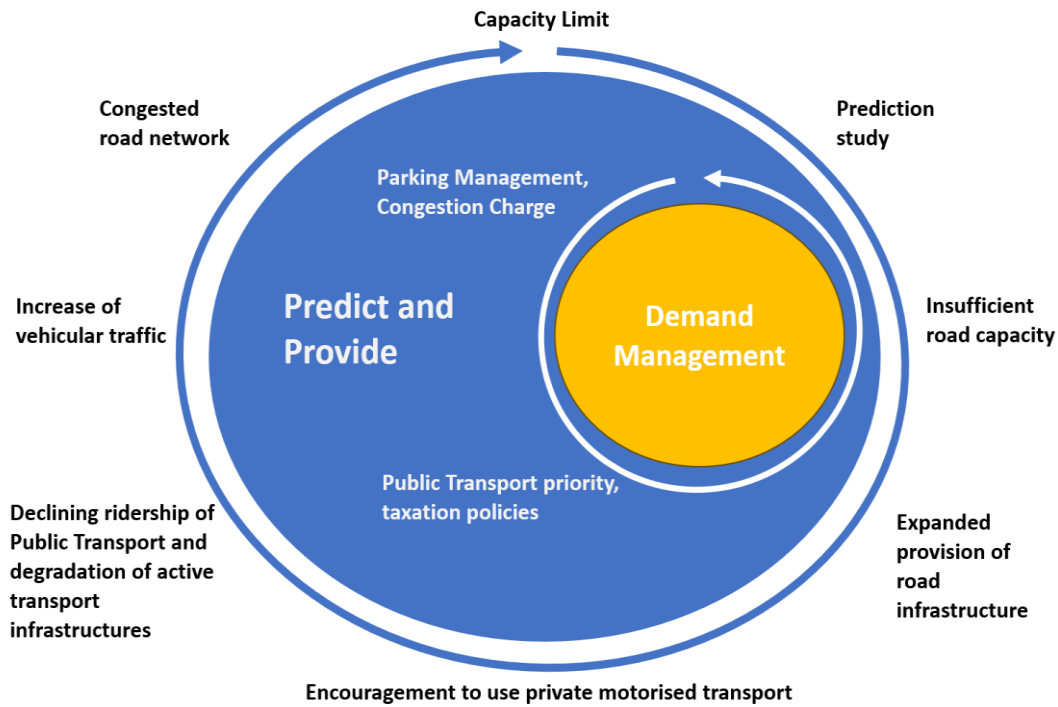 Capacity Limit
Congested
road network
Prediction
study
Parking Management,
Congestion Charge
Increase of
vehicular traffic
Predict and
Provide
Demand
Management
Insufficient
road capacity
Public Transport priority,
taxation policies
Declining ridership of
Public Transport and
degradation of active
transport
infrastructures
Expanded
provision of
road
infrastructure
Encouragement to use private motorised transport